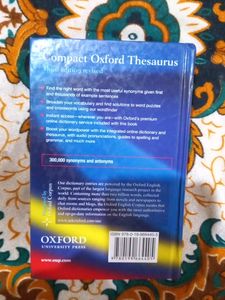 Compact Oxford Thesaurus
Third edition revised
Find the right word with the most useful synonyms given first
and thousands of example sentences
Broaden your vocabulary and find solutions to word puzzles
and crosswords using our wordfinder
Instant access—wherever you are—with Oxford's premium
online dictionary service included with this book
Boost your wordpower with the integrated online dictionary and
thesaurus, with audio pronunciations, guides to spelling and
grammar, and much more
300,000 synonyms and antonyms
Our dictionary entries are powered by the Oxford English
Corpus, part of the largest language research project in the
world. Containing more than two billion words, collected
daily from sources ranging from novels and newspapers to
chat rooms and blogs, the Oxford English Corpus means that
Oxford dictionaries empower you with the most authoritative
and up-to-date information on the English language.
OXFORD
UNIVERSITY PRESS
www.oup.com